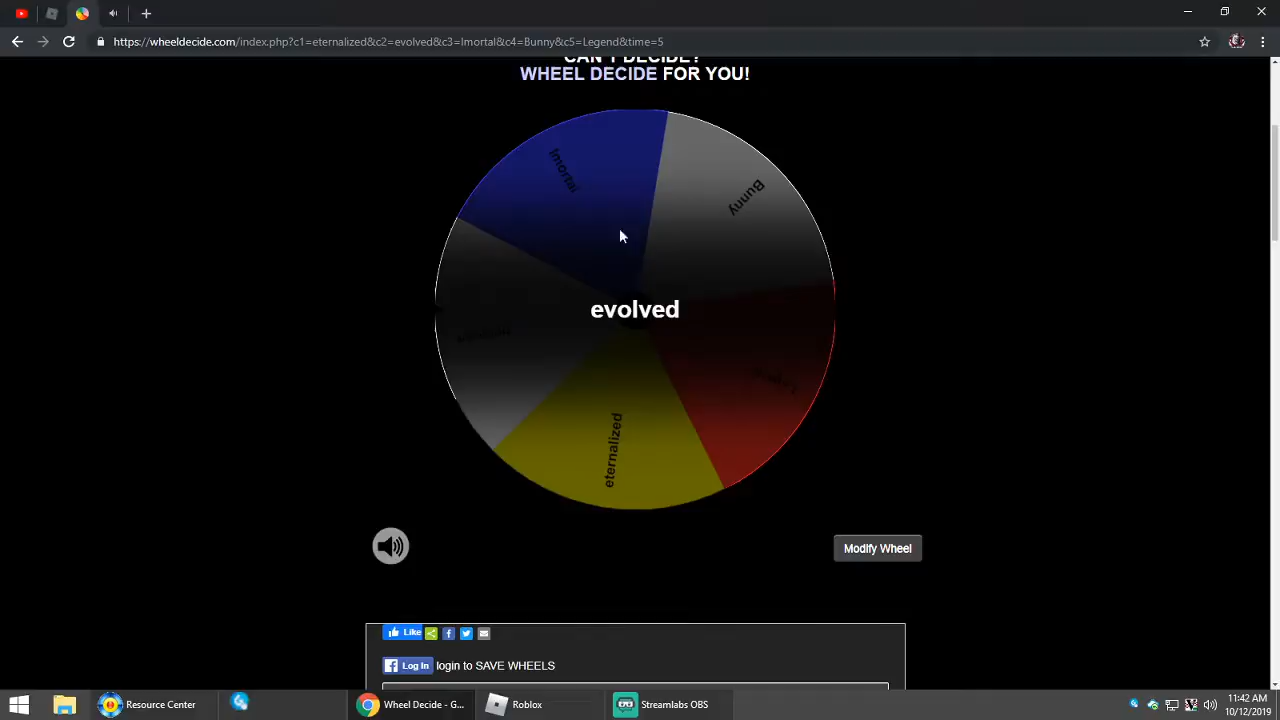 https://wheeldecide.com/index.php?c1=eternalized&c2=evolved&c3=Imortal&c4=Bunny&c5=Legend&time=5
CAN'T DECIDE?
WHEEL DECIDE FOR YOU!
Imortal
Bunny
evolved
eternalized
Modify Wheel
Like
Log In login to SAVE WHEELS
Resource Center
Wheel Decide - G...
Roblox
Streamlabs OBS
11:42 AM
10/12/2019